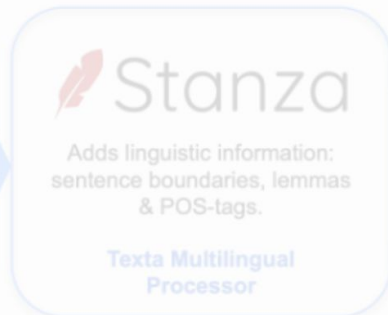 Stanza
Adds linguistic information:
sentence boundaries, lemmas
& POS-tags.
Texta Multilingual
Processor